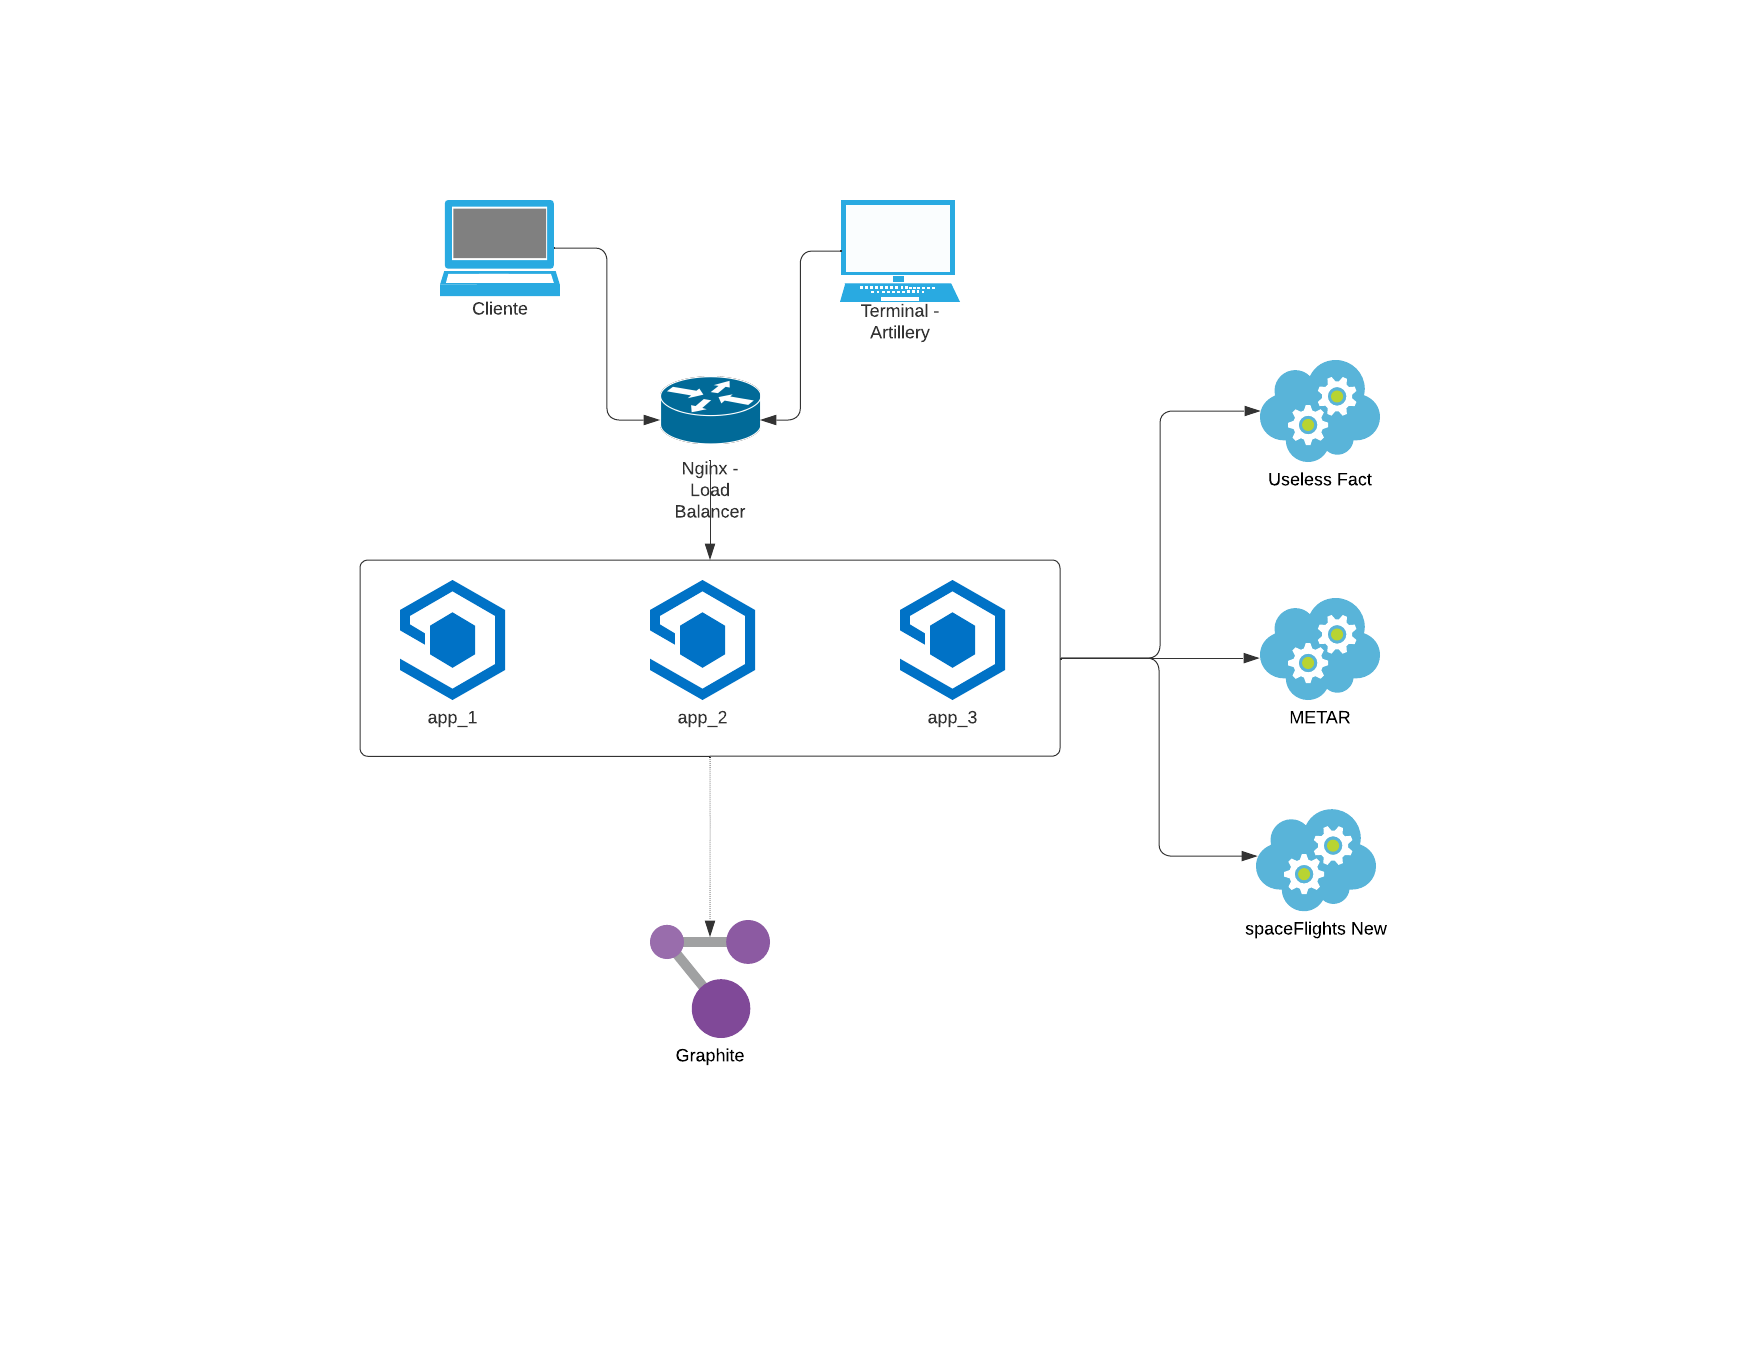 Cliente
Terminal -
Artillery
Nginx -
Load
Balancer
Useless Fact
app_1
app_2
app_3
METAR
spaceFlights New
Graphite